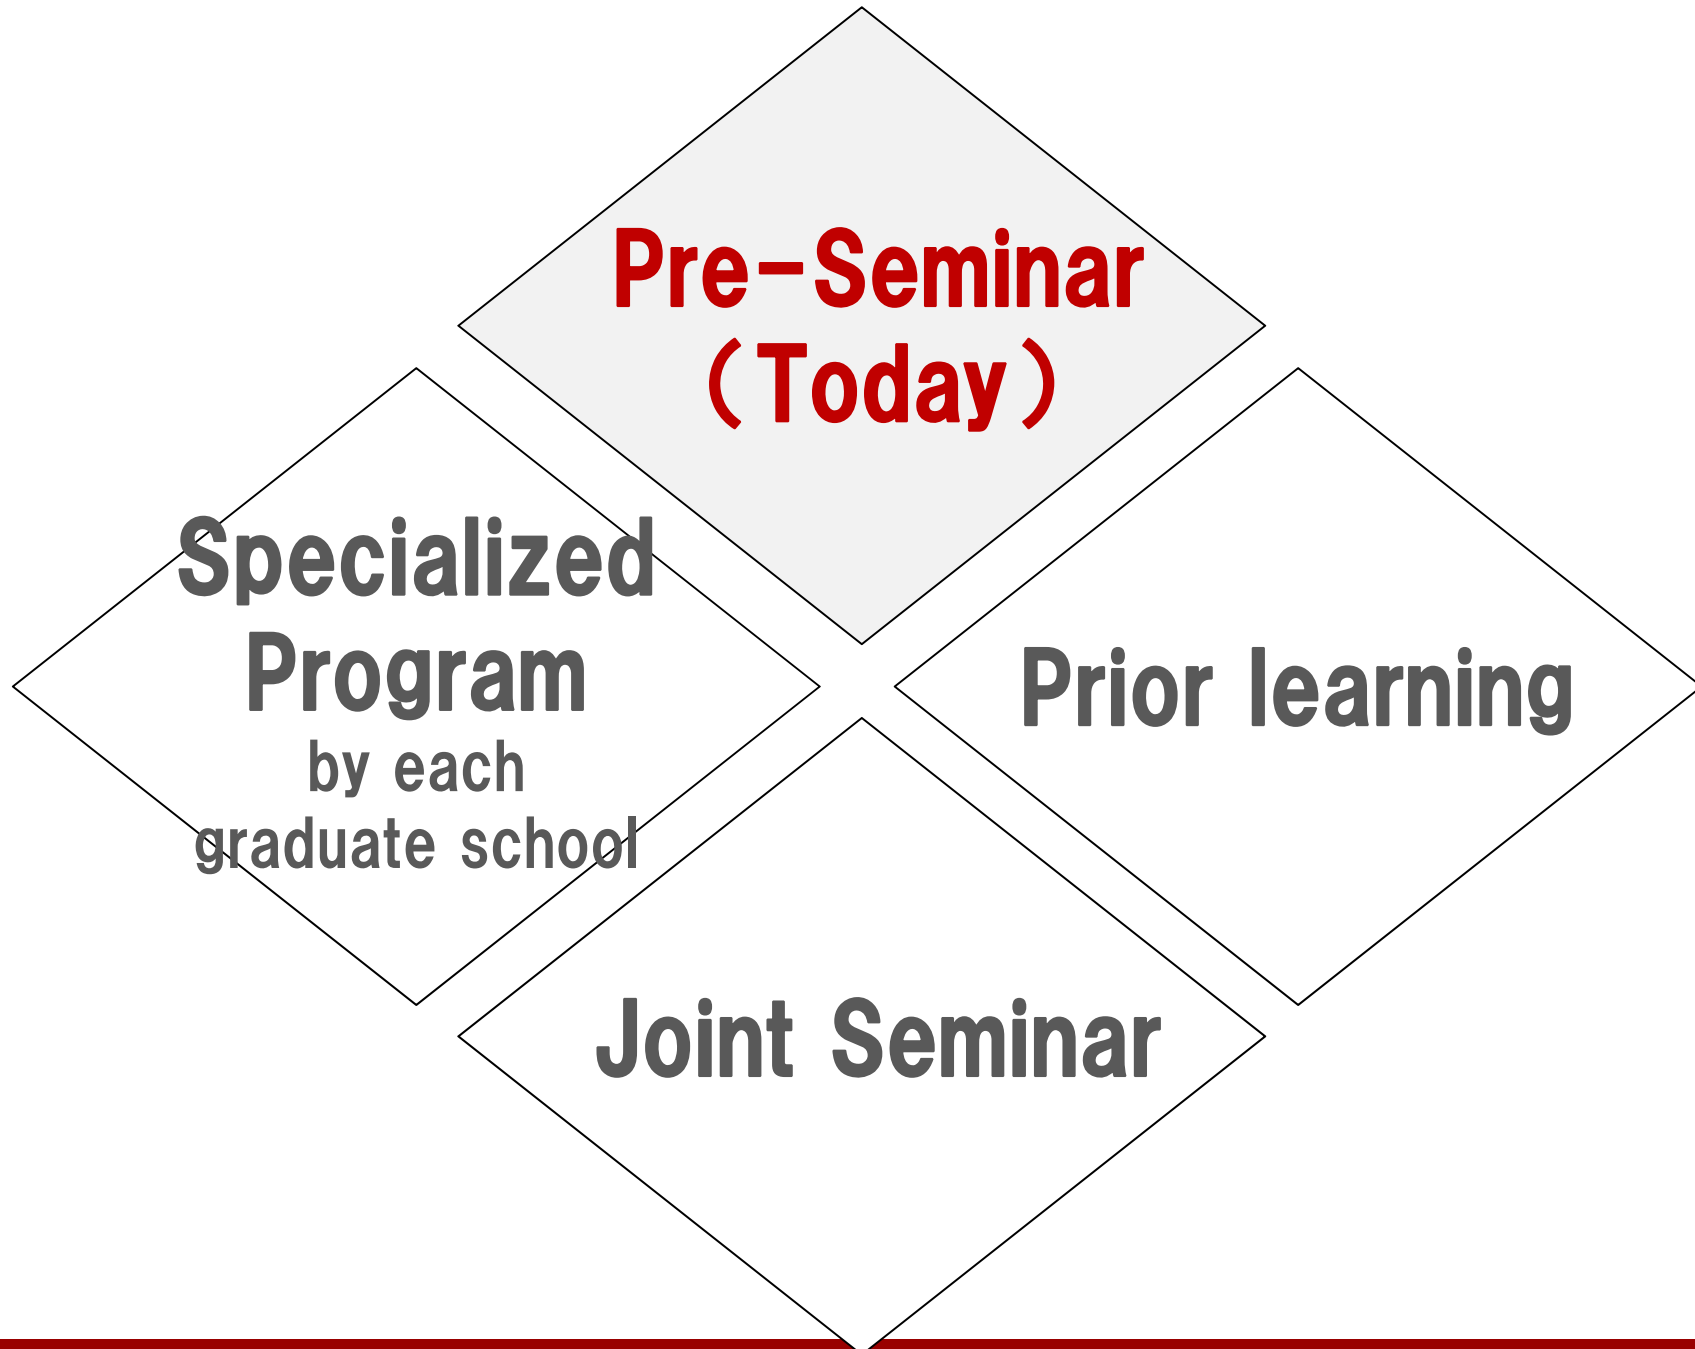 Pre-Seminar
(Today)
Specialized
Program
by each
graduate school
Prior learning
Joint Seminar